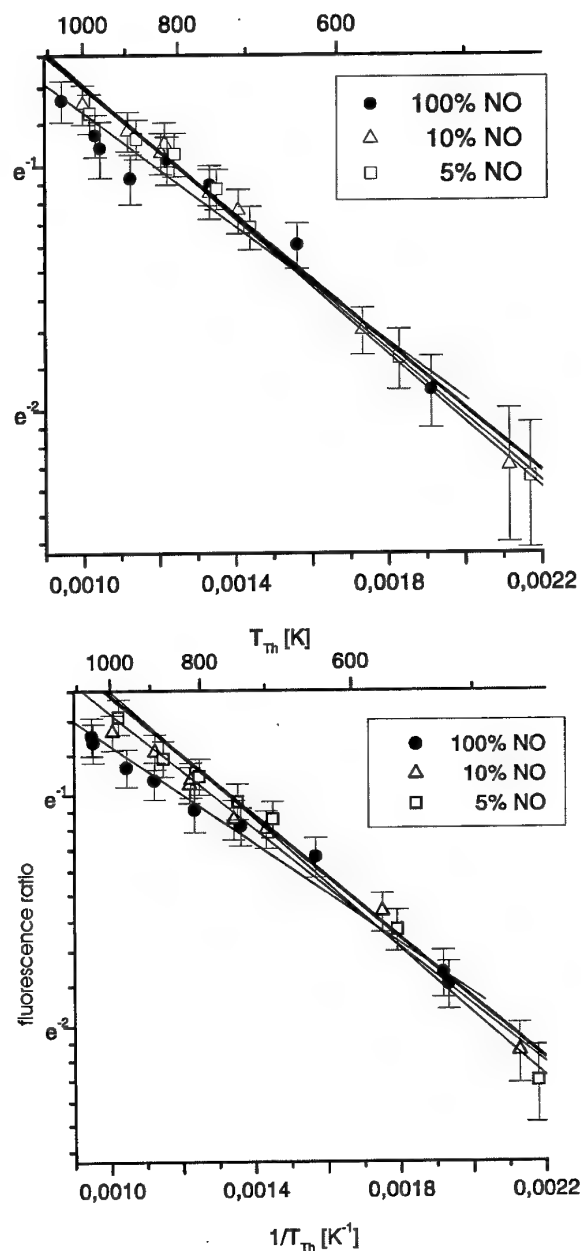 1000
800
600
100% NO
10% NO
5% NO
e-1
e-2
0,0010
0,0014
0,0018
0,0022
T_Th [K]
1000
800
600
100% NO
10% NO
5% NO
e-1
fluorescence ratio
e-2
0,0010
0,0014
0,0018
0,0022
1/T_Th [K-1]